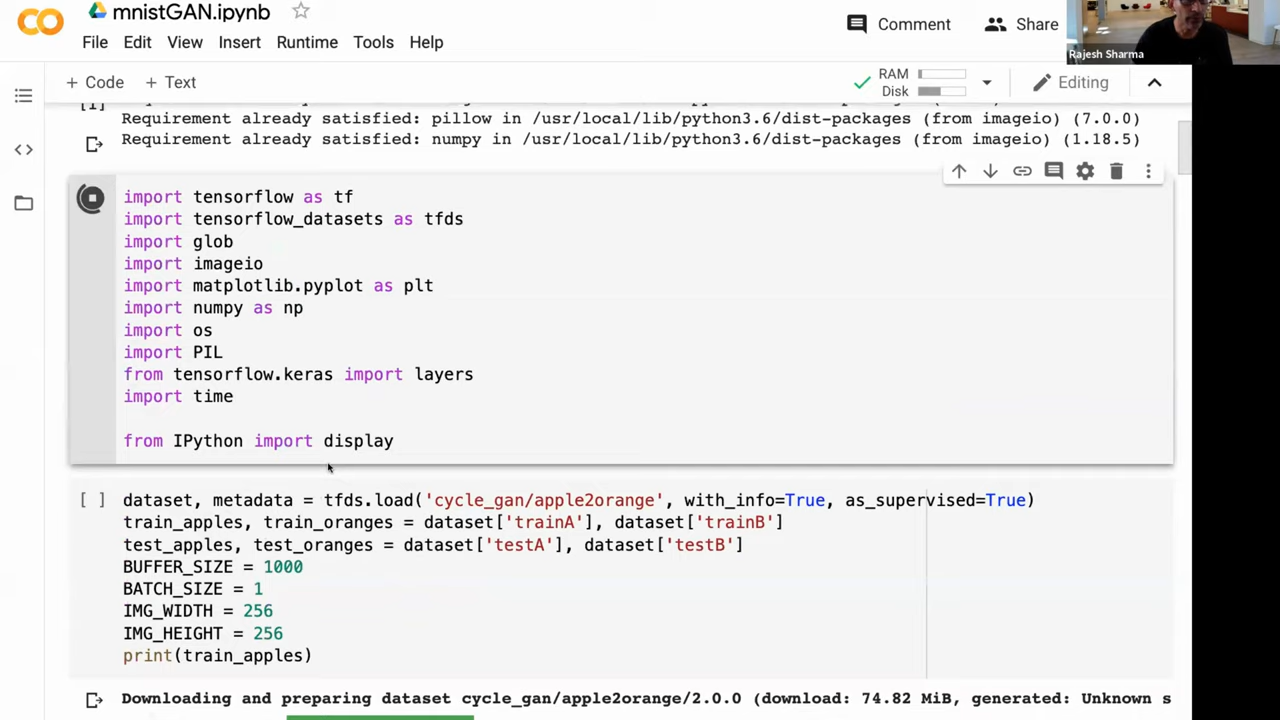 mnistGAN.ipynb
File Edit View Insert Runtime Tools Help
Comment Share
Rajesh Sharma
+ Code + Text
RAM
Disk
Editing
[1]
Requirement already satisfied: pillow in /usr/local/lib/python3.6/dist-packages (from imageio) (7.0.0)
Requirement already satisfied: numpy in /usr/local/lib/python3.6/dist-packages (from imageio) (1.18.5)
import tensorflow as tf
import tensorflow_datasets as tfds
import glob
import imageio
import matplotlib.pyplot as plt
import numpy as np
import os
import PIL
from tensorflow.keras import layers
import time
from IPython import display
[ ] dataset, metadata = tfds.load('cycle_gan/apple2orange', with_info=True, as_supervised=True)
train_apples, train_oranges = dataset['trainA'], dataset['trainB']
test_apples, test_oranges = dataset['testA'], dataset['testB']
BUFFER_SIZE = 1000
BATCH_SIZE = 1
IMG_WIDTH = 256
IMG_HEIGHT = 256
print(train_apples)
Downloading and preparing dataset cycle_gan/apple2orange/2.0.0 (download: 74.82 MiB, generated: Unknown s